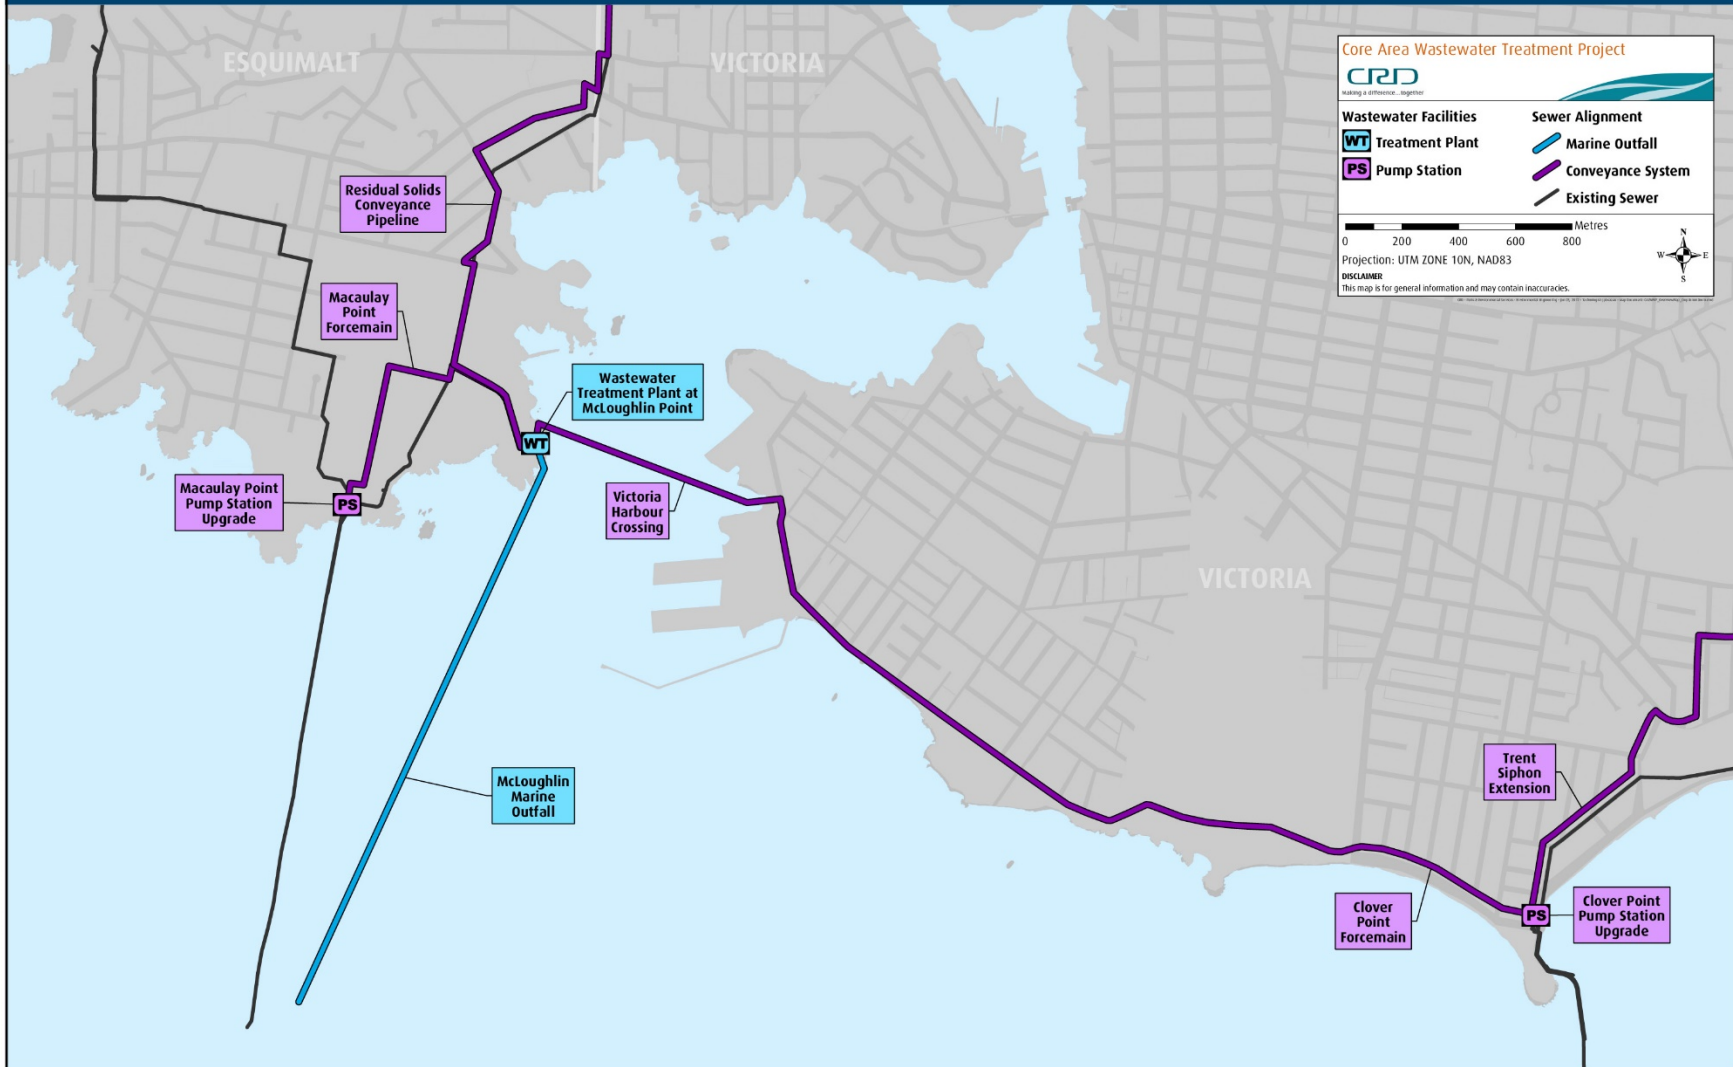 ESQUIMALT
VICTORIA
Core Area Wastewater Treatment Project
CRD
Making a difference...together
Wastewater Facilities
WT Treatment Plant
PS Pump Station
Sewer Alignment
Marine Outfall
Conveyance System
Existing Sewer
Metres
0 200 400 600 800
Projection: UTM ZONE 10N, NAD83
N
W E
S
DISCLAIMER
This map is for general information and may contain inaccuracies.
Residual Solids
Conveyance
Pipeline
Macaulay
Point
Forcemain
Wastewater
Treatment Plant at
McLoughlin Point
WT
Macaulay Point
Pump Station
Upgrade
PS
Victoria
Harbour
Crossing
VICTORIA
McLoughlin
Marine
Outfall
Trent
Siphon
Extension
Clover
Point
Forcemain
PS
Clover Point
Pump Station
Upgrade